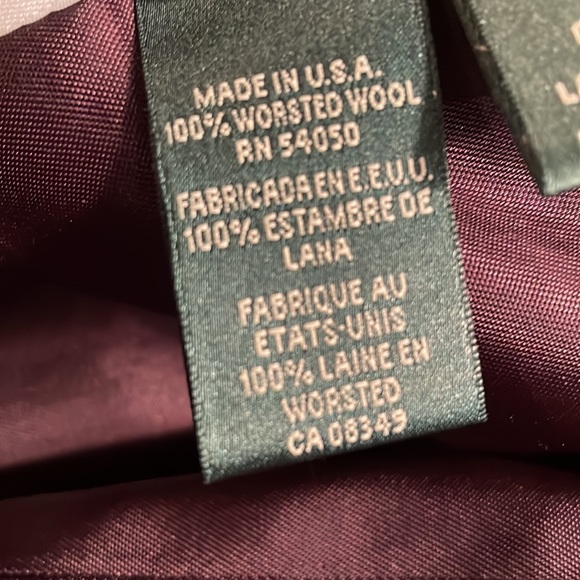 MADE IN U.S.A.
100% WORSTED WOOL
RN 54050
FABRICADA EN E.E.U.U.
100% ESTAMBRE DE
LANA
FABRIQUE AU
ETATS-UNIS
100% LAINE EN
WORSTED
CA 08349